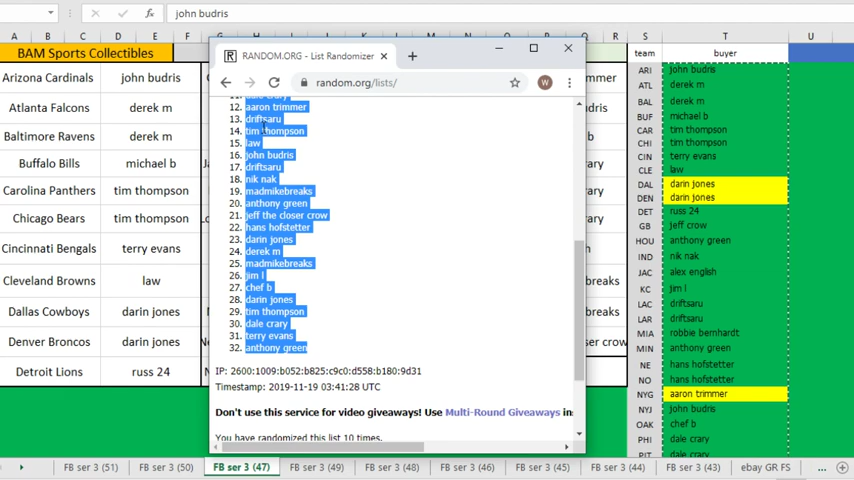 john budris
A
B
C
D
E
F
R
S
T
U
BAM Sports Collectibles
team
buyer
Arizona Cardinals john budris
Atlanta Falcons derek m
Baltimore Ravens derek m
Buffalo Bills michael b
Carolina Panthers tim thompson
Chicago Bears tim thompson
Cincinnati Bengals terry evans
Cleveland Browns law
Dallas Cowboys darin jones
Denver Broncos darin jones
Detroit Lions russ 24
RANDOM.ORG - List Randomizer
random.org/lists/
W
12. aaron trimmer
13. driftsaru
14. tim thompson
15. law
16. john budris
17. driftsaru
18. nik nak
19. madmikebreaks
20. anthony green
21. jeff the closer crow
22. hans hofstetter
23. darin jones
24. derek m
25. madmikebreaks
26. jim l
27. chef b
28. darin jones
29. tim thompson
30. dale crary
31. terry evans
32. anthony green
IP: 2600:1009:b052:b825:c9c0:d558:b180:9d31
Timestamp: 2019-11-19 03:41:28 UTC
Don't use this service for video giveaways! Use Multi-Round Giveaways in
You have randomized this list 10 times.
ARI john budris
ATL derek m
BAL derek m
BUF michael b
CAR tim thompson
CHI tim thompson
CIN terry evans
CLE law
DAL darin jones
DEN darin jones
DET russ 24
GB jeff crow
HOU anthony green
IND nik nak
JAC alex english
KC jim l
LAC driftsaru
LAR driftsaru
MIA robbie bernhardt
MIN anthony green
NE hans hofstetter
NO hans hofstetter
NYG aaron trimmer
NYJ john budris
OAK chef b
PHI dale crary
PIT dale crary
FB ser 3 (51)
FB ser 3 (50)
FB ser 3 (47)
FB ser 3 (49)
FB ser 3 (48)
FB ser 3 (46)
FB ser 3 (45)
FB ser 3 (44)
FB ser 3 (43)
ebay GR FS
...